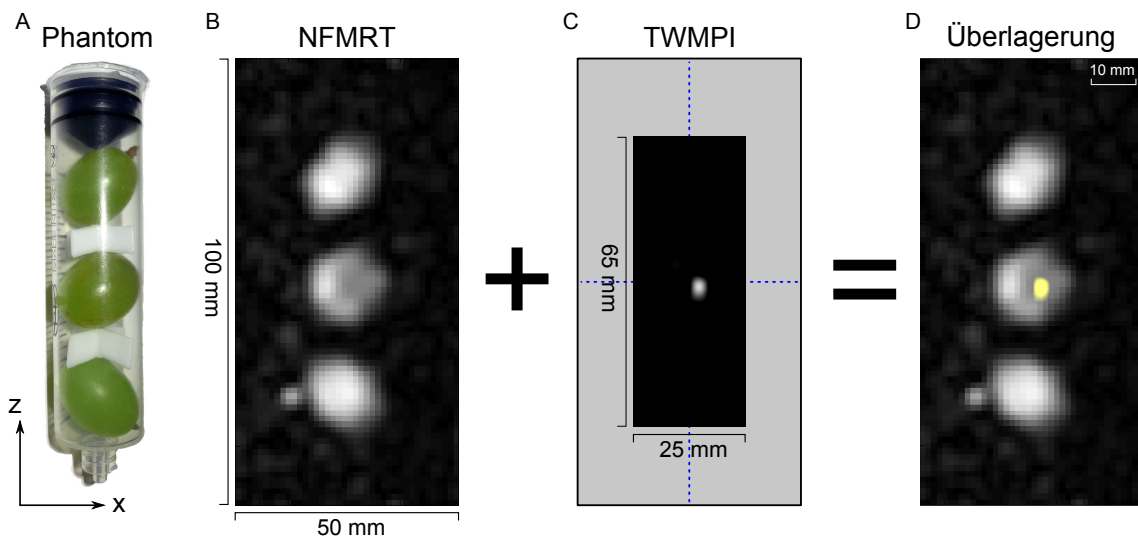 A
Phantom
B
NFMRT
C
TWMPI
D
Überlagerung
10 mm
100 mm
65 mm
25 mm
50 mm
z
x